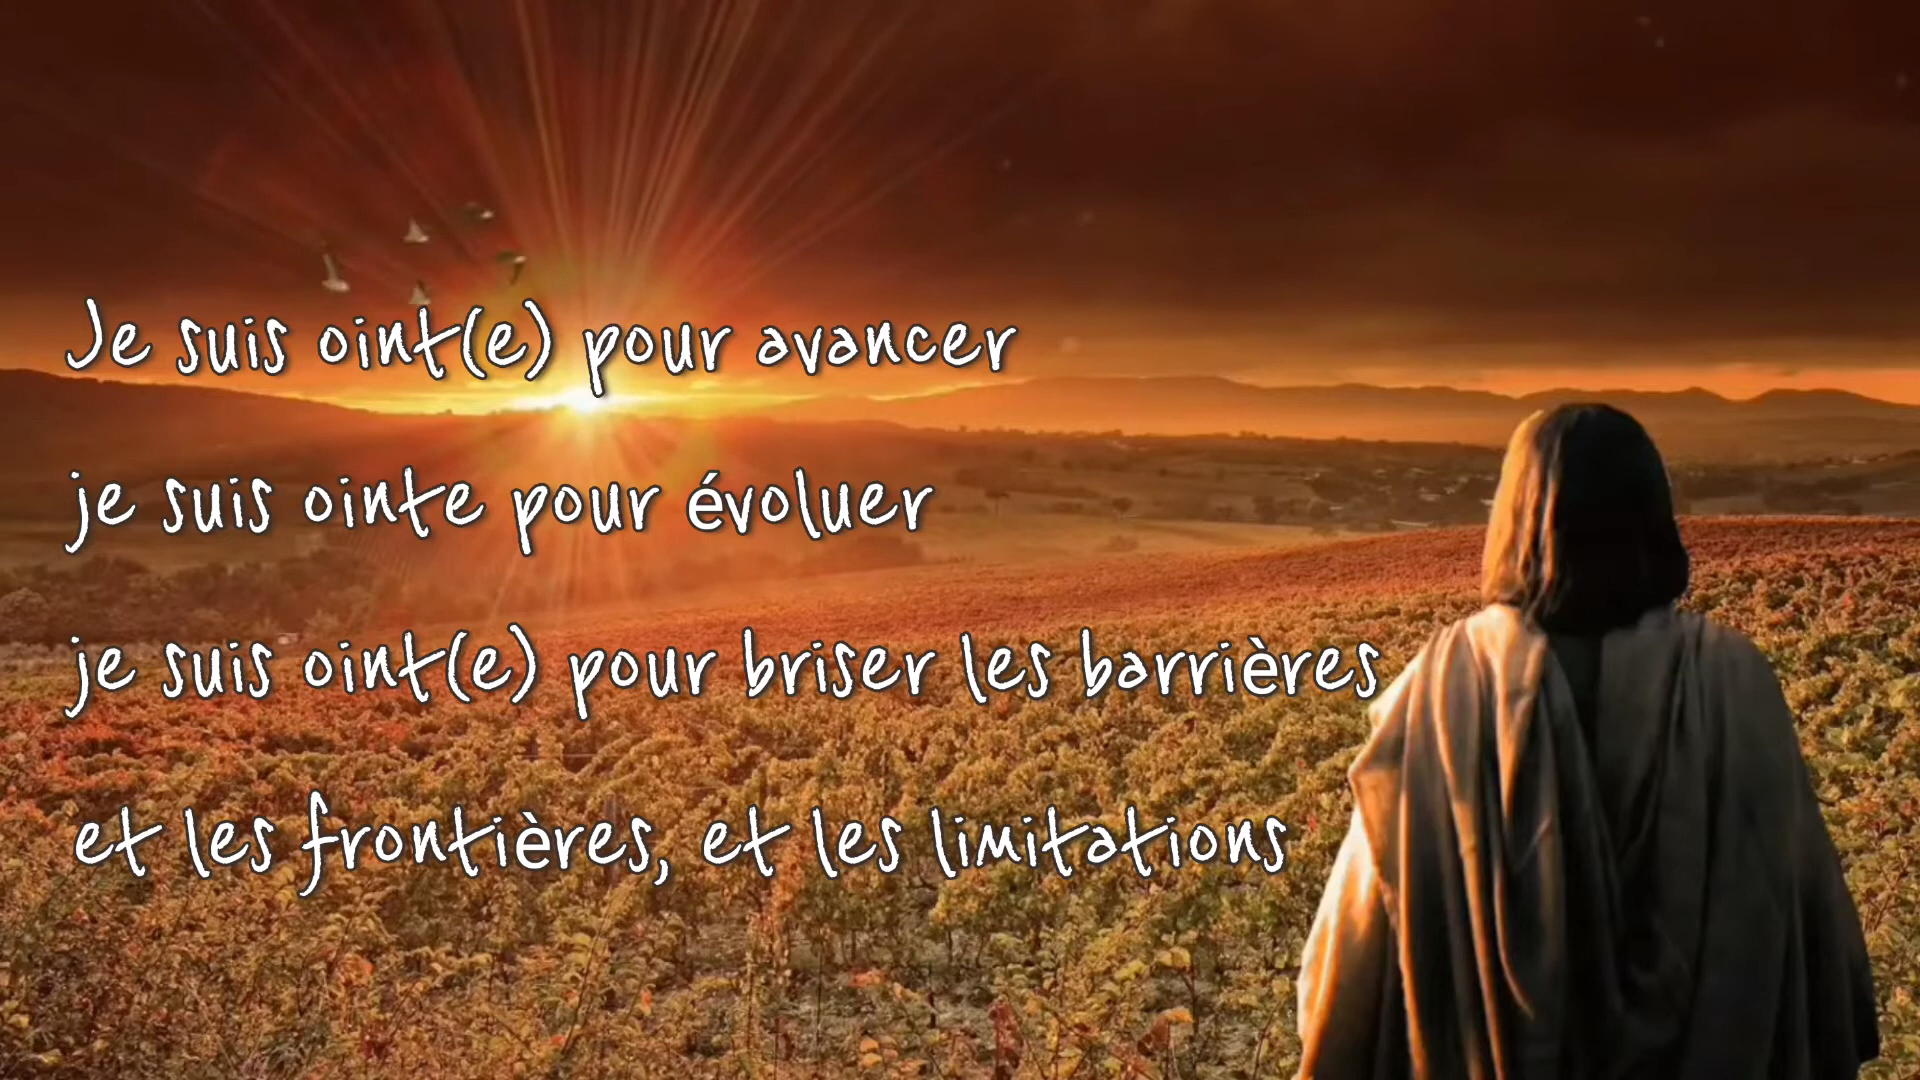 Je suis oint(e) pour avancer
je suis ointe pour évoluer
je suis oint(e) pour briser les barrières
et les frontières, et les limitations